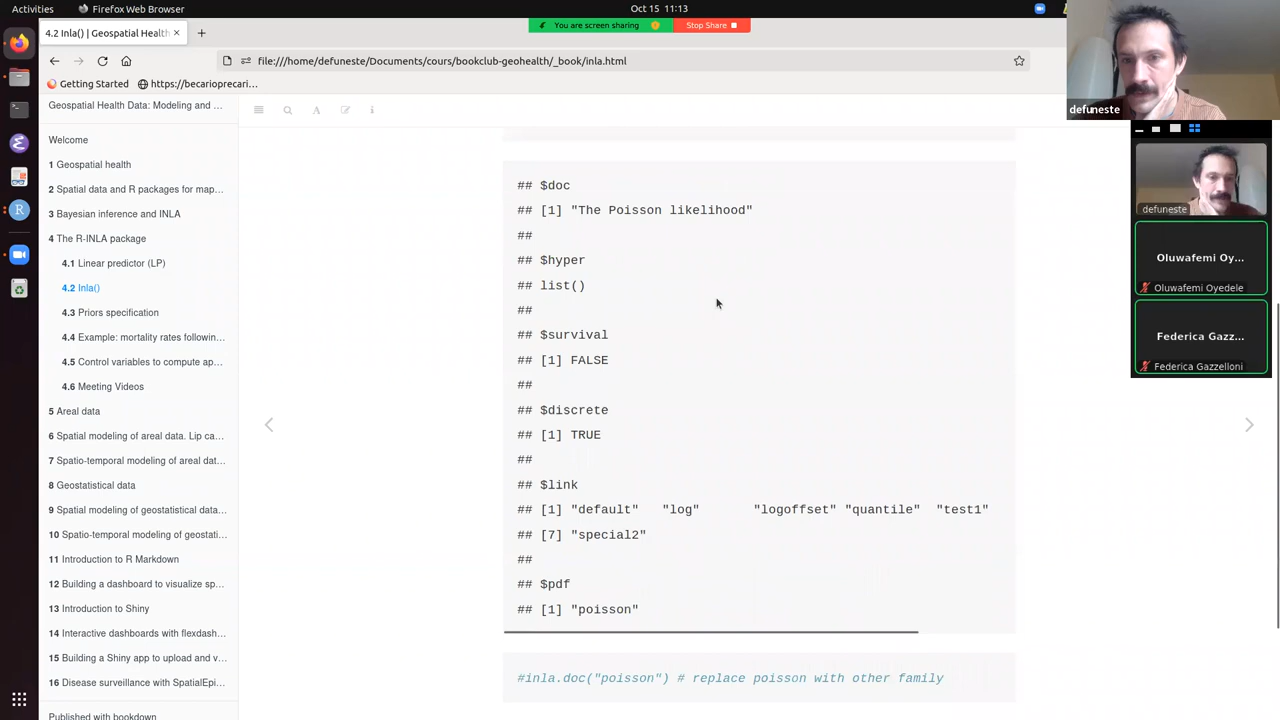 Activities
Firefox Web Browser
Oct 15 11:13
You are screen sharing
Stop Share
4.2 Inla() | Geospatial Health
file:///home/defuneste/Documents/cours/bookclub-geohealth/_book/inla.html
Getting Started
https://becarioprecari...
defuneste
defuneste
Oluwafemi Oy...
Oluwafemi Oyedele
Federica Gazz...
Federica Gazzelloni
Geospatial Health Data: Modeling and ...
Welcome
1 Geospatial health
2 Spatial data and R packages for map...
3 Bayesian inference and INLA
4 The R-INLA package
4.1 Linear predictor (LP)
4.2 Inla()
4.3 Priors specification
4.4 Example: mortality rates followin...
4.5 Control variables to compute ap...
4.6 Meeting Videos
5 Areal data
6 Spatial modeling of areal data. Lip ca...
7 Spatio-temporal modeling of areal dat...
8 Geostatistical data
9 Spatial modeling of geostatistical data...
10 Spatio-temporal modeling of geostati...
11 Introduction to R Markdown
12 Building a dashboard to visualize sp...
13 Introduction to Shiny
14 Interactive dashboards with flexdash...
15 Building a Shiny app to upload and v...
16 Disease surveillance with SpatialEpi...
Published with bookdown
## $doc
## [1] "The Poisson likelihood"
##
## $hyper
## list()
##
## $survival
## [1] FALSE
##
## $discrete
## [1] TRUE
##
## $link
## [1] "default" "log" "logoffset" "quantile" "test1"
## [7] "special2"
##
## $pdf
## [1] "poisson"
#inla.doc("poisson") # replace poisson with other family